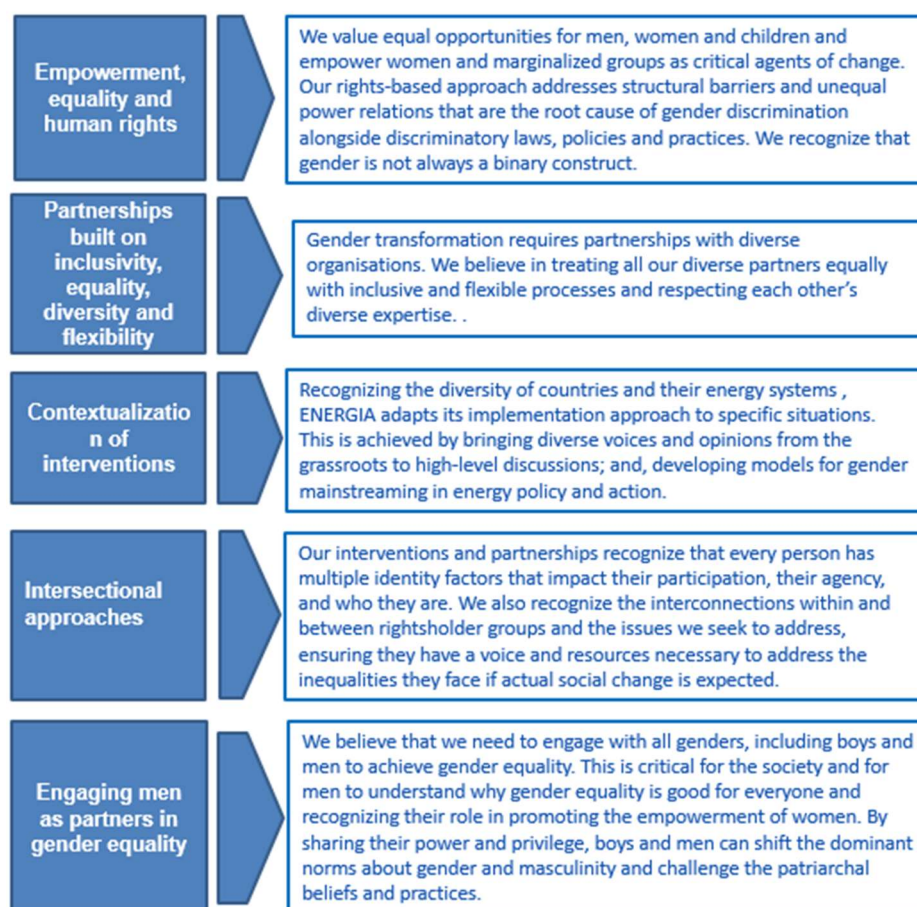 Empowerment,
equality and
human rights
We value equal opportunities for men, women and children and
empower women and marginalized groups as critical agents of change.
Our rights-based approach addresses structural barriers and unequal
power relations that are the root cause of gender discrimination
alongside discriminatory laws, policies and practices. We recognize that
gender is not always a binary construct.
Partnerships
built on
inclusivity,
equality,
diversity and
flexibility
Gender transformation requires partnerships with diverse
organisations. We believe in treating all our diverse partners equally
with inclusive and flexible processes and respecting each other's
diverse expertise. .
Contextualizatio
n of
interventions
Recognizing the diversity of countries and their energy systems ,
ENERGIA adapts its implementation approach to specific situations.
This is achieved by bringing diverse voices and opinions from the
grassroots to high-level discussions; and, developing models for gender
mainstreaming in energy policy and action.
Intersectional
approaches
Our interventions and partnerships recognize that every person has
multiple identity factors that impact their participation, their agency,
and who they are. We also recognize the interconnections within and
between rightsholder groups and the issues we seek to address,
ensuring they have a voice and resources necessary to address the
inequalities they face if actual social change is expected.
Engaging men
as partners in
gender equality
We believe that we need to engage with all genders, including boys and
men to achieve gender equality. This is critical for the society and for
men to understand why gender equality is good for everyone and
recognizing their role in promoting the empowerment of women. By
sharing their power and privilege, boys and men can shift the dominant
norms about gender and masculinity and challenge the patriarchal
beliefs and practices.